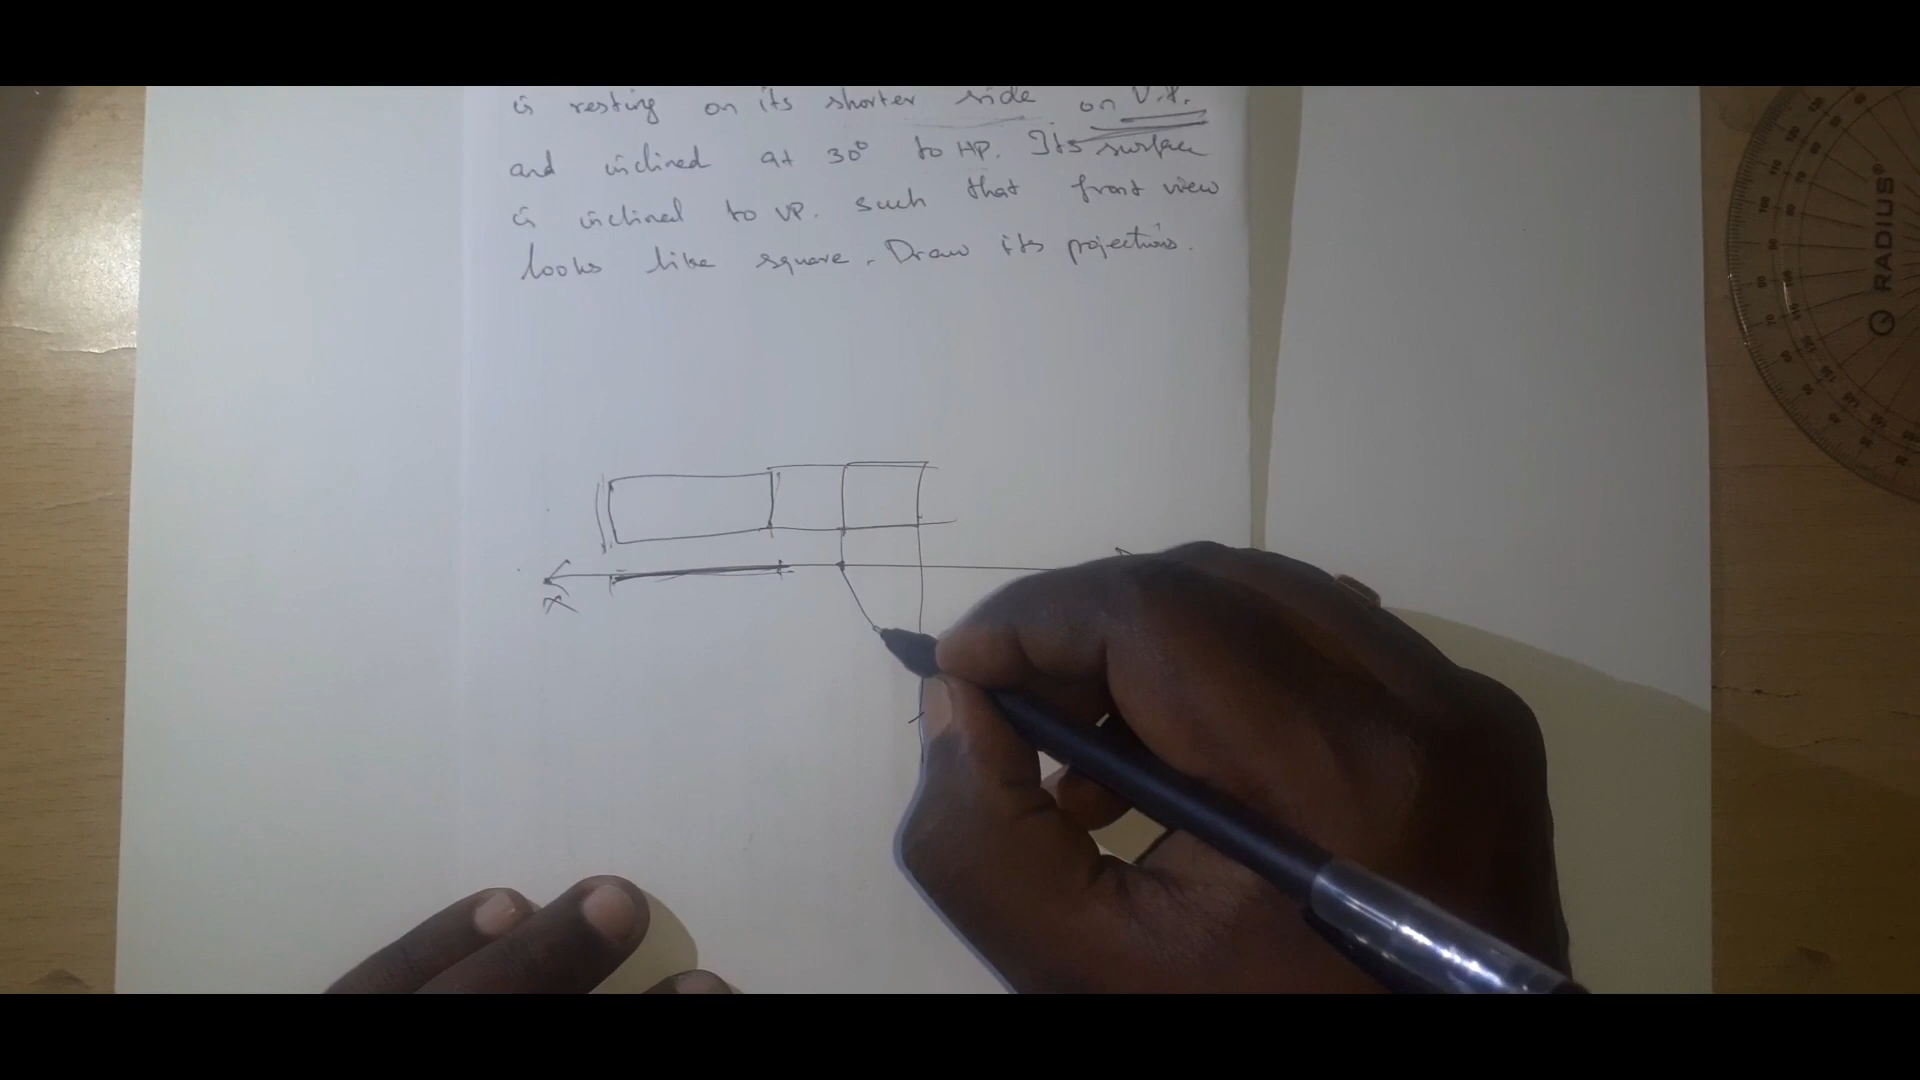 is resting on its shorter side on V.P.
and inclined at 30° to HP. Its surface
is inclined to VP. such that front view
looks like square. Draw its projections.
X
RADIUS®